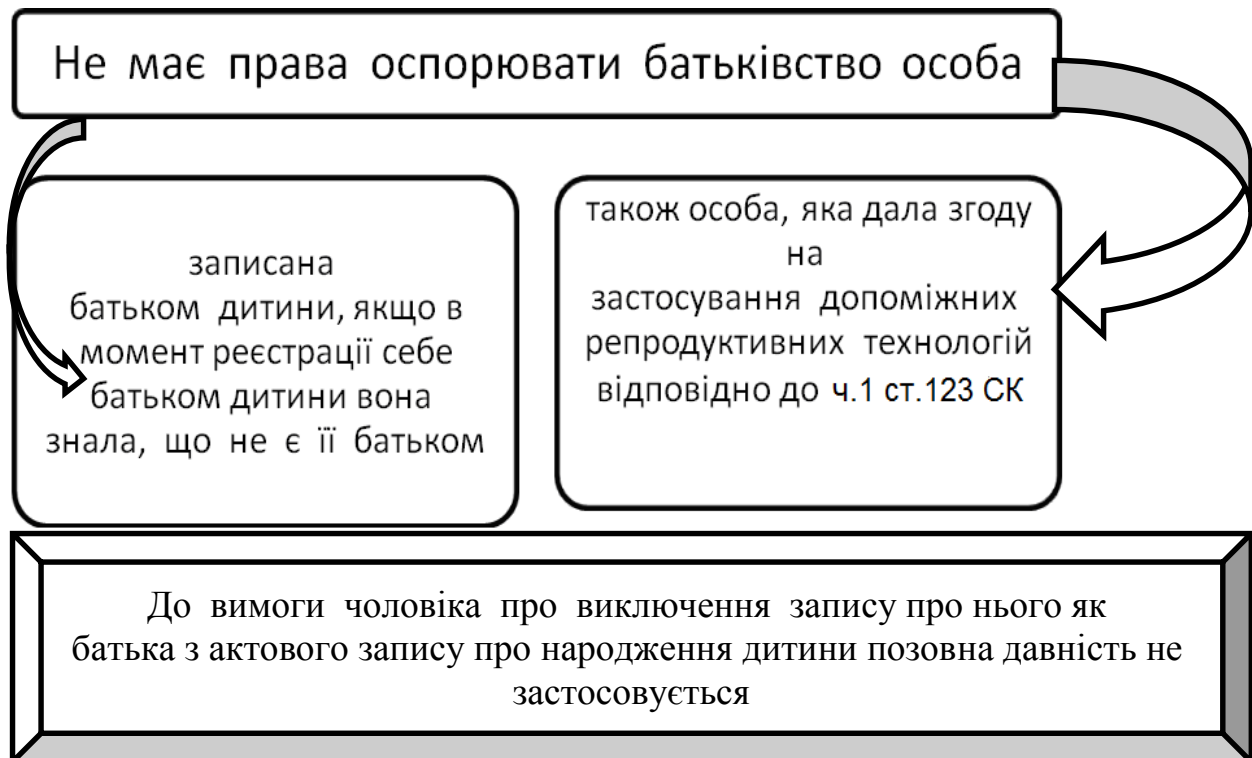 Не має права оспорювати батьківство особа
записана
батьком дитини, якщо в
момент реєстрації себе
батьком дитини вона
знала, що не є її батьком
також особа, яка дала згоду
на
застосування допоміжних
репродуктивних технологій
відповідно до ч.1 ст.123 СК
До вимоги чоловіка про виключення запису про нього як
батька з актового запису про народження дитини позовна давність не
застосовується